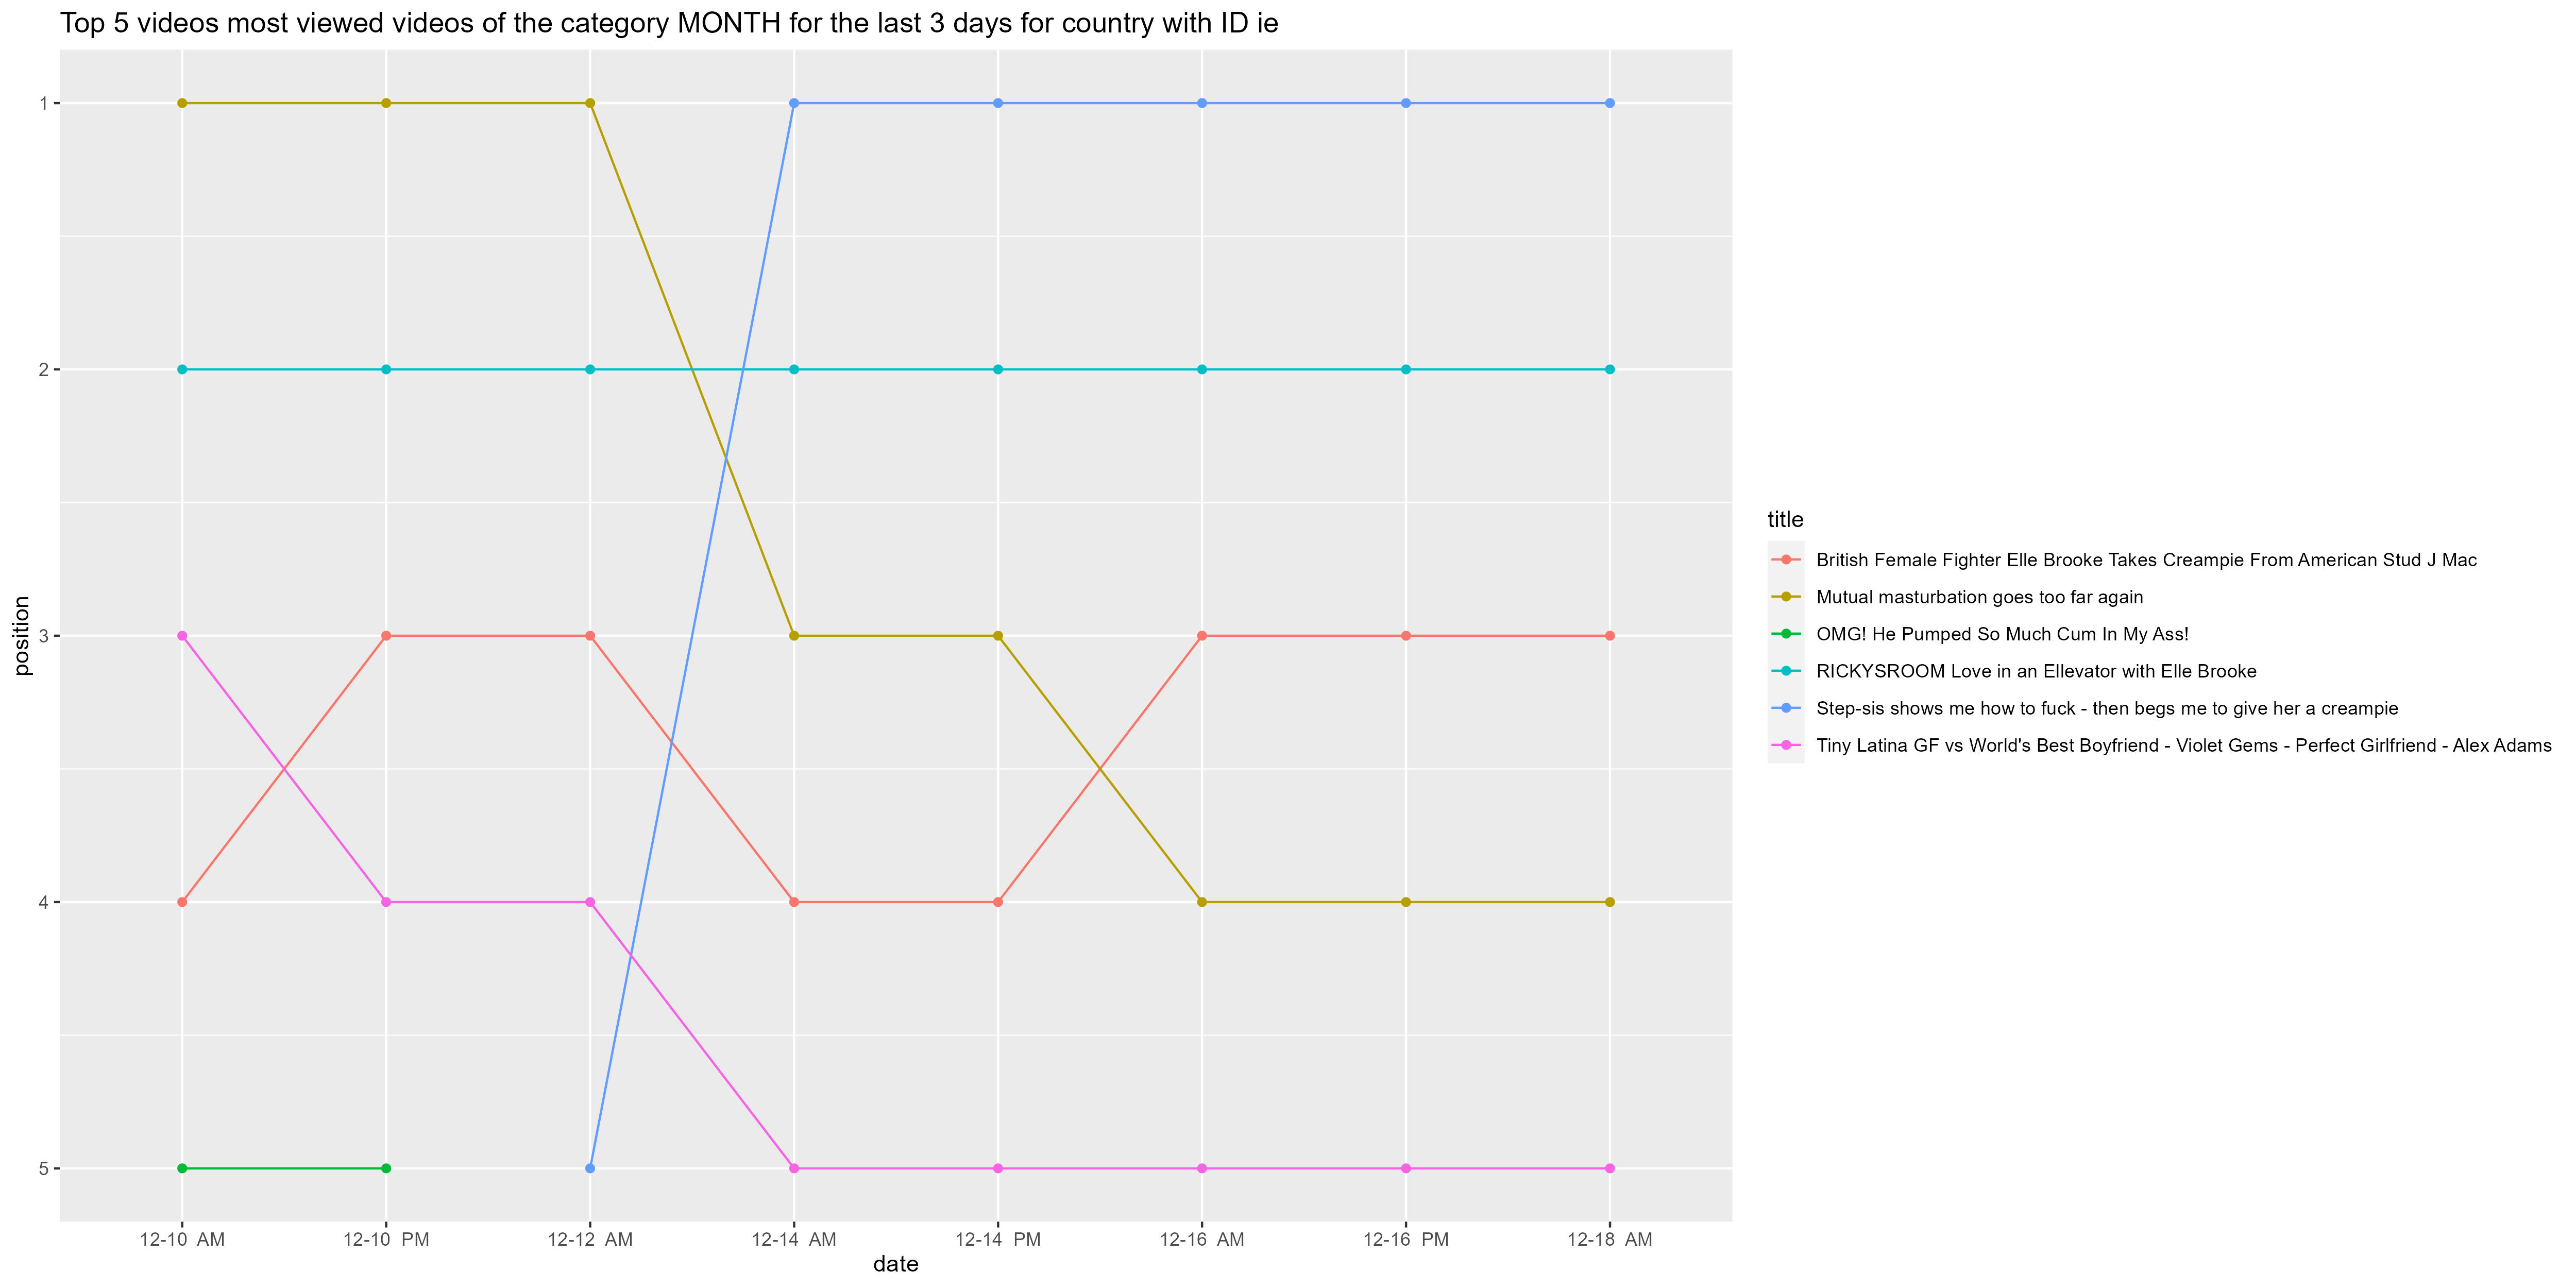 Top 5 videos most viewed videos of the category MONTH for the last 3 days for country with ID ie
position
1
2
3
4
5
12-10 AM
12-10 PM
12-12 AM
12-14 AM
12-14 PM
12-16 AM
12-16 PM
12-18 AM
date
title
British Female Fighter Elle Brooke Takes Creampie From American Stud J Mac
Mutual masturbation goes too far again
OMG! He Pumped So Much Cum In My Ass!
RICKYSROOM Love in an Ellevator with Elle Brooke
Step-sis shows me how to fuck - then begs me to give her a creampie
Tiny Latina GF vs World's Best Boyfriend - Violet Gems - Perfect Girlfriend - Alex Adams